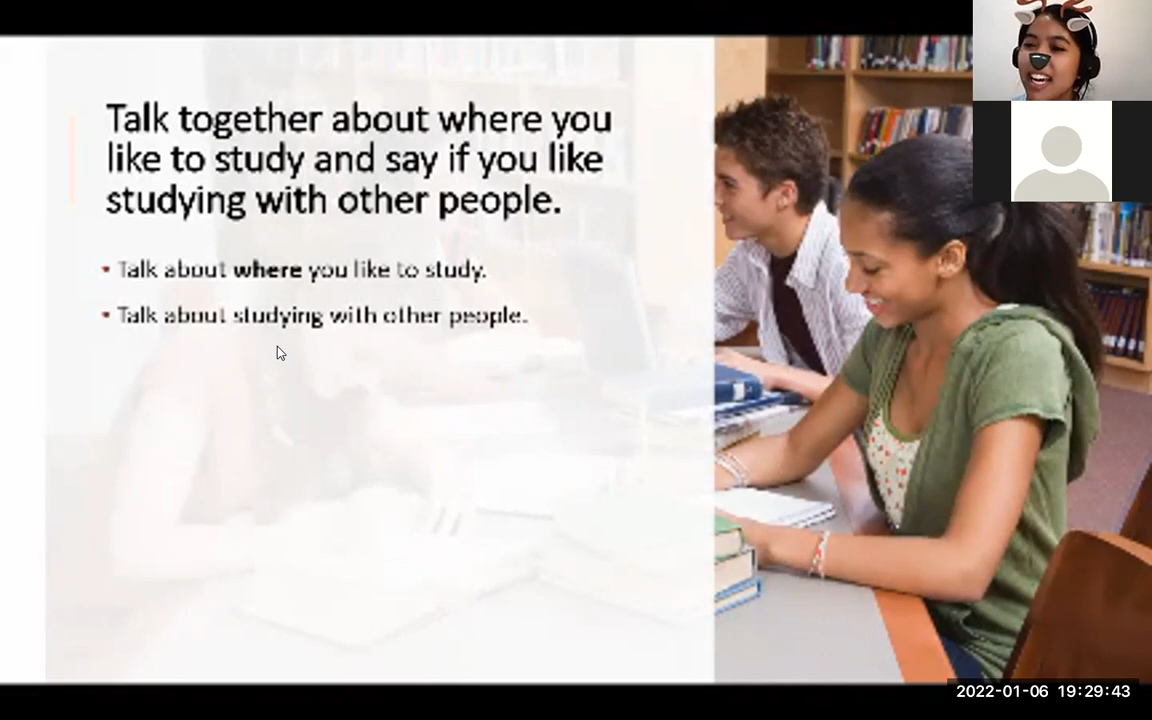 Talk together about where you
like to study and say if you like
studying with other people.
• Talk about where you like to study.
• Talk about studying with other people.
2022-01-06 19:29:43